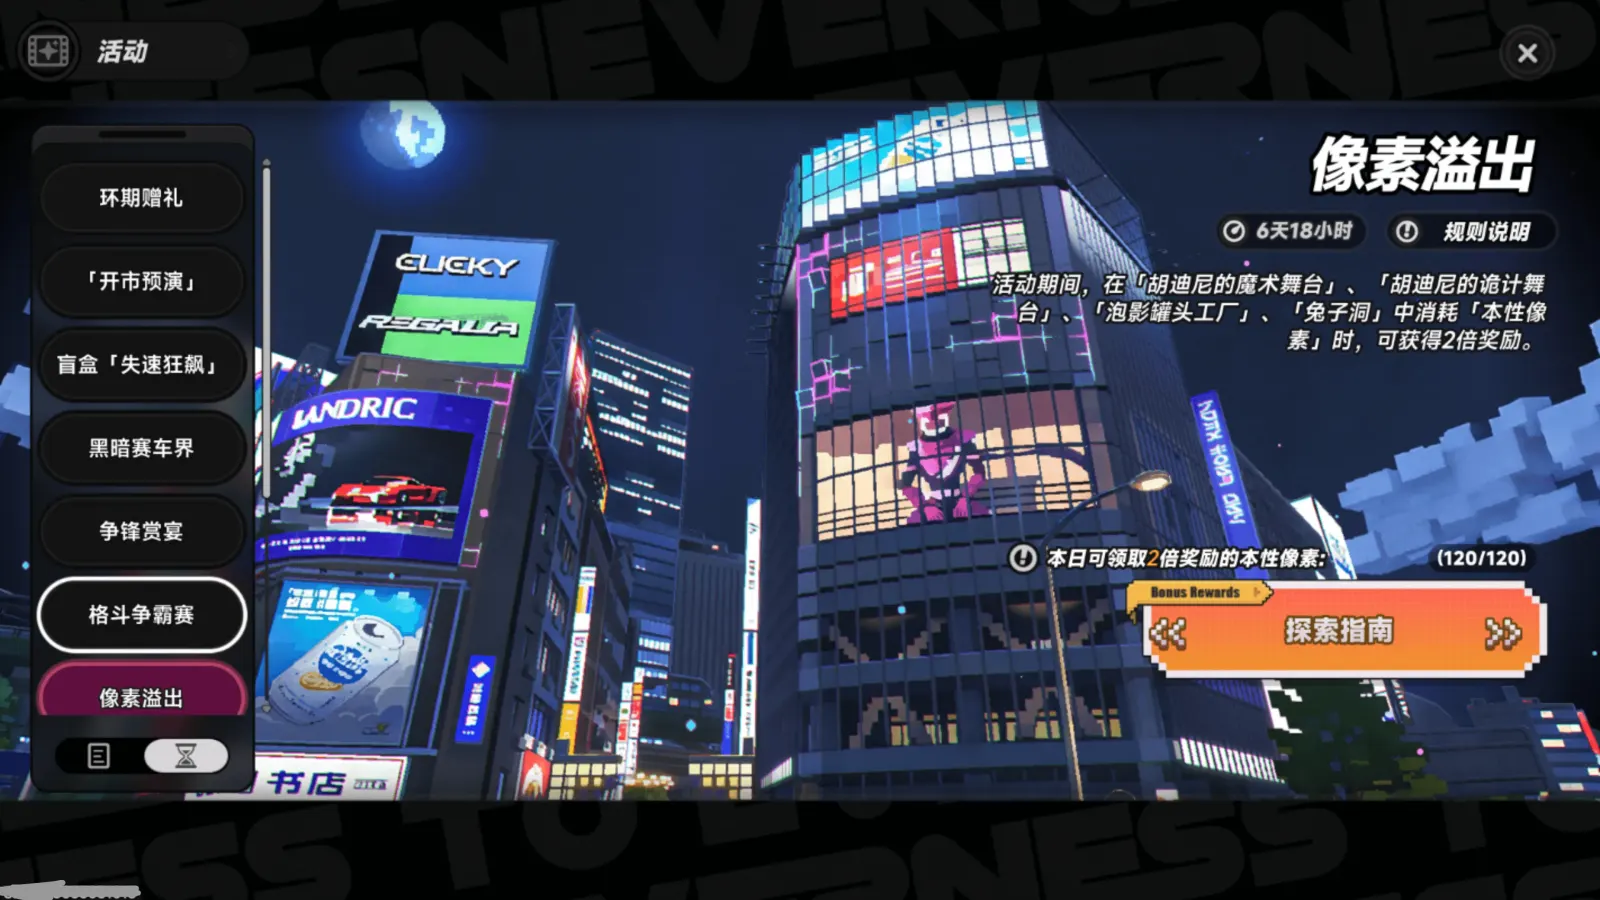 活动
环期赠礼
「开市预演」
盲盒「失速狂飙」
黑暗赛车界
争锋赏宴
格斗争霸赛
像素溢出
CLICKY
REGALIA
LANDRIC
书店
像素溢出
6天18小时
规则说明
活动期间，在「胡迪尼的魔术舞台」、「胡迪尼的诡计舞
台」、「泡影罐头工厂」、「兔子洞」中消耗「本性像
素」时，可获得2倍奖励。
本日可领取2倍奖励的本性像素:
(120/120)
Bonus Rewards
探索指南